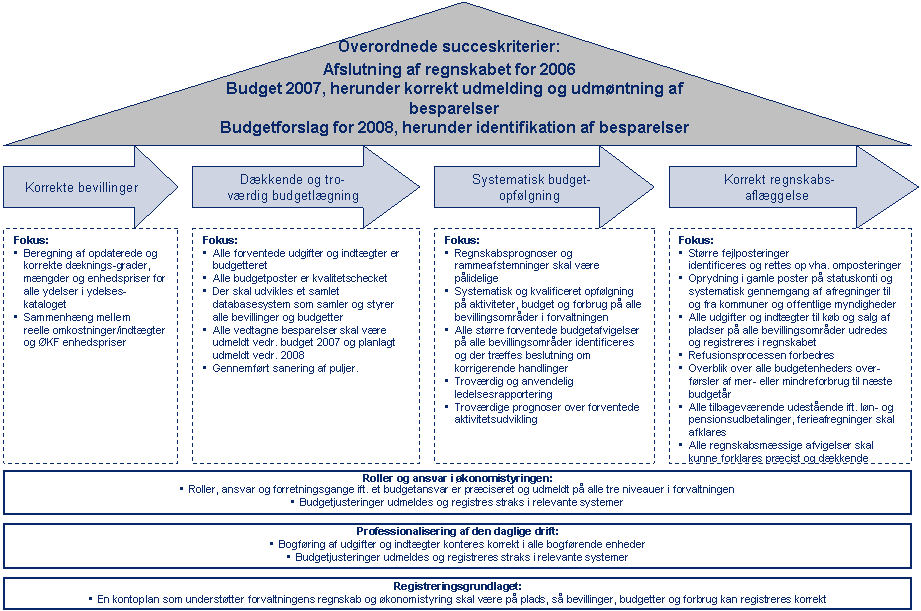 Overordnede succeskriterier:
Afslutning af regnskabet for 2006
Budget 2007, herunder korrekt udmelding og udmøntning af
besparelser
Budgetforslag for 2008, herunder identifikation af besparelser
Korrekte bevillinger
Dækkende og tro-
værdig budgetlægning
Systematisk budget-
opfølgning
Korrekt regnskabs-
aflæggelse
Fokus:
• Beregning af opdaterede og
korrekte dæknings-grader,
mængder og enhedspriser for
alle ydelser i ydelses-
kataloget
• Sammenhæng mellem
reelle omkostninger/indtægter
og ØKF enhedspriser
Fokus:
• Alle forventede udgifter og indtægter er
budgetteret
• Alle budgetposter er kvalitetschecket
• Der skal udvikles et samlet
databasesystem som samler og styrer
alle bevillinger og budgetter
• Alle vedtagne besparelser skal være
udmeldt vedr. budget 2007 og planlagt
udmeldt vedr. 2008
• Gennemført sanering af puljer.
Fokus:
• Regnskabsprognoser og
rammeafstemninger skal være
pålidelige
• Systematisk og kvalificeret opfølgning
på aktiviteter, budget og forbrug på alle
bevillingsområder i forvaltningen
• Alle større forventede budgetafvigelser
på alle bevillingsområder identificeres
og der træffes beslutning om
korrigerende handlinger
• Troværdig og anvendelig
ledelsesrapportering
• Troværdige prognoser over forventede
aktivitetsudvikling
Fokus:
• Større fejlposteringer
identificeres og rettes op vha. omposteringer
• Oprydning i gamle poster på statuskonti og
systematisk gennemgang af afregninger til
og fra kommuner og offentlige myndigheder
• Alle udgifter og indtægter til køb og salg af
pladser på alle bevillingsområder udredes
og registreres i regnskabet
• Refusionsprocessen forbedres
• Overblik over alle budgetenheders over-
førsler af mer- eller mindreforbrug til næste
budgetår
• Alle tilbageværende udestående ift. løn- og
pensionsudbetalinger, ferieafregninger skal
afklares
• Alle regnskabsmæssige afvigelser skal
kunne forklares præcist og dækkende
Roller og ansvar i økonomistyringen:
• Roller, ansvar og forretningsgange ift. et budgetansvar er præciseret og udmeldt på alle tre niveauer i forvaltningen
• Budgetjusteringer udmeldes og registres straks i relevante systemer
Professionalisering af den daglige drift:
• Bogføring af udgifter og indtægter konteres korrekt i alle bogførende enheder
• Budgetjusteringer udmeldes og registreres straks i relevante systemer
Registreringsgrundlaget:
• En kontoplan som understøtter forvaltningens regnskab og økonomistyring skal være på plads, så bevillinger, budgetter og forbrug kan registreres korrekt